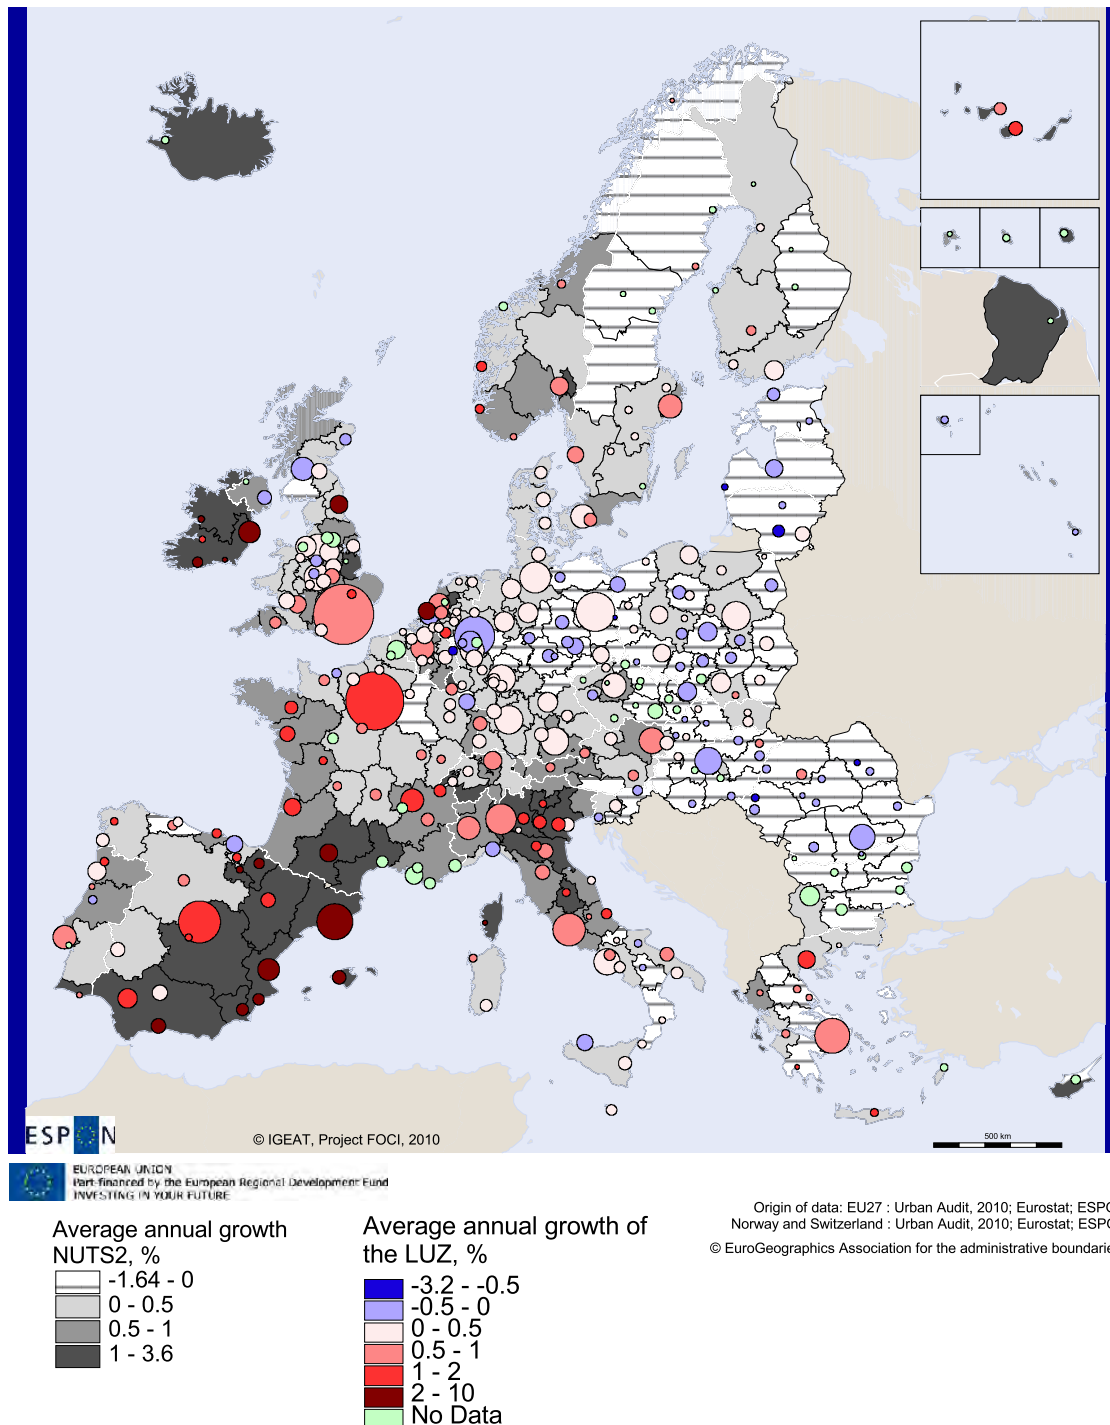 500 km
ESPON
© IGEAT, Project FOCI, 2010
EUROPEAN UNION
Part-financed by the European Regional Development Fund
INVESTING IN YOUR FUTURE
Origin of data: EU27 : Urban Audit, 2010; Eurostat; ESPO
Norway and Switzerland : Urban Audit, 2010; Eurostat; ESPO
© EuroGeographics Association for the administrative boundarie
Average annual growth
NUTS2, %
-1.64 - 0
0 - 0.5
0.5 - 1
1 - 3.6
Average annual growth of
the LUZ, %
-3.2 - -0.5
-0.5 - 0
0 - 0.5
0.5 - 1
1 - 2
2 - 10
No Data